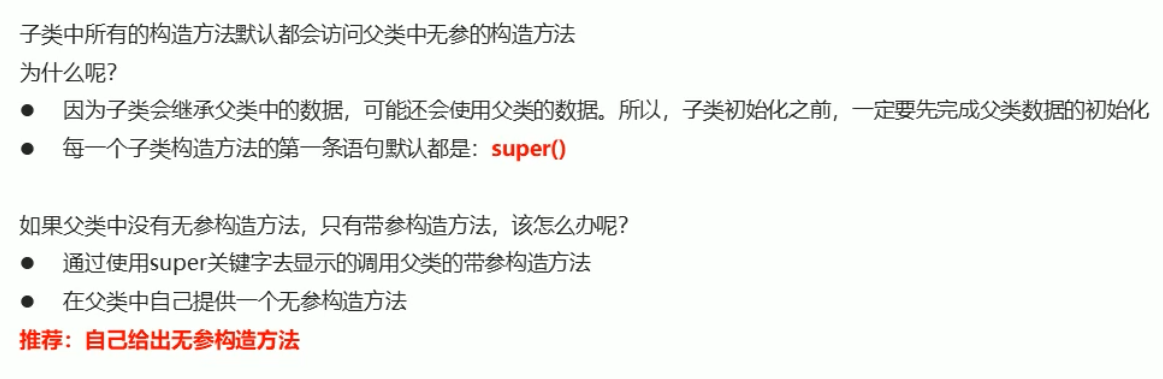 子类中所有的构造方法默认都会访问父类中无参的构造方法
为什么呢？
● 因为子类会继承父类中的数据，可能还会使用父类的数据。所以，子类初始化之前，一定要先完成父类数据的初始化
● 每一个子类构造方法的第一条语句默认都是：super()
如果父类中没有无参构造方法，只有带参构造方法，该怎么办呢？
● 通过使用super关键字去显示的调用父类的带参构造方法
● 在父类中自己提供一个无参构造方法
推荐：自己给出无参构造方法